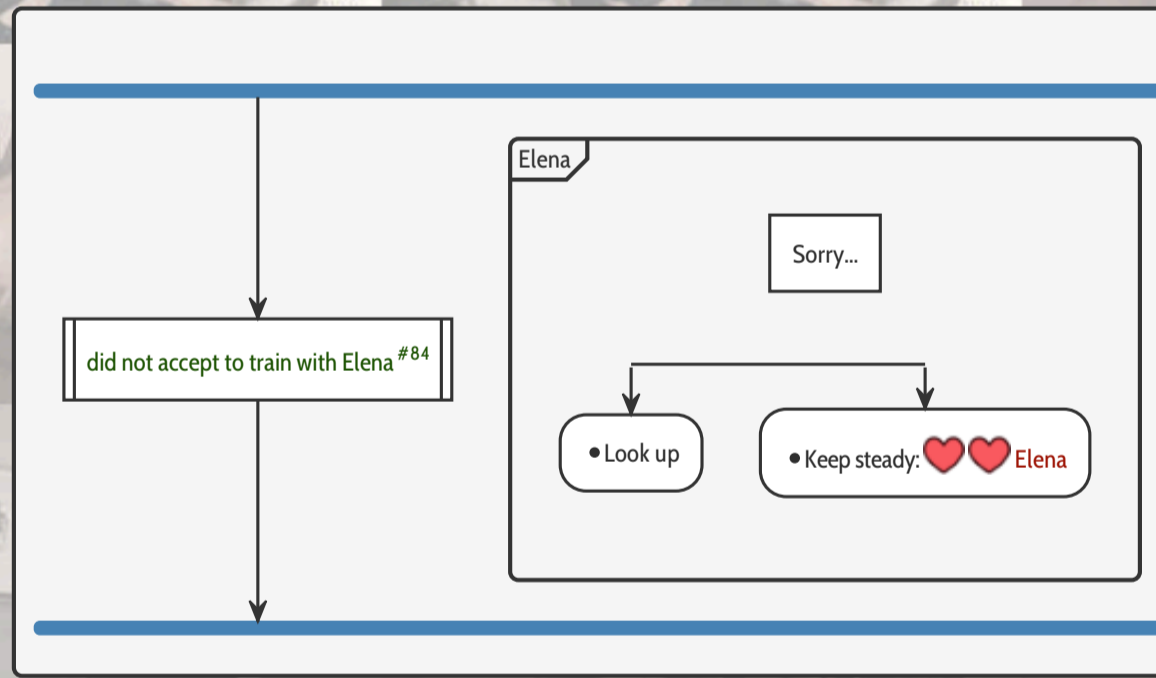 Elena
Sorry...
did not accept to train with Elena #84
•Look up
•Keep steady: Elena